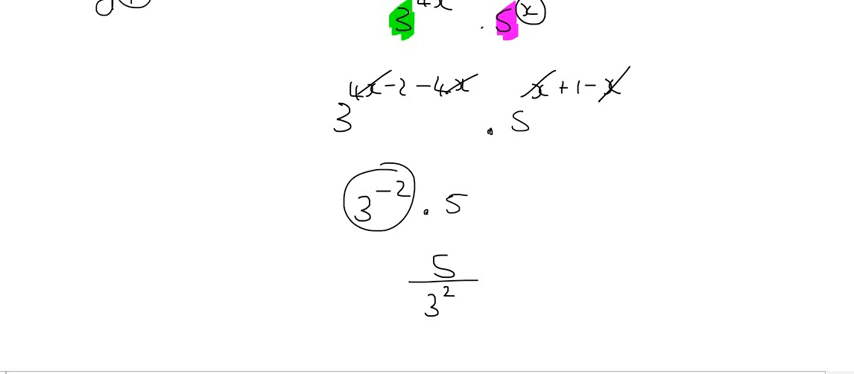 3^{4x} . 5^{x}
3^{4x-2-4x} . 5^{x+1-x}
3^{-2} . 5
5
3^{2}